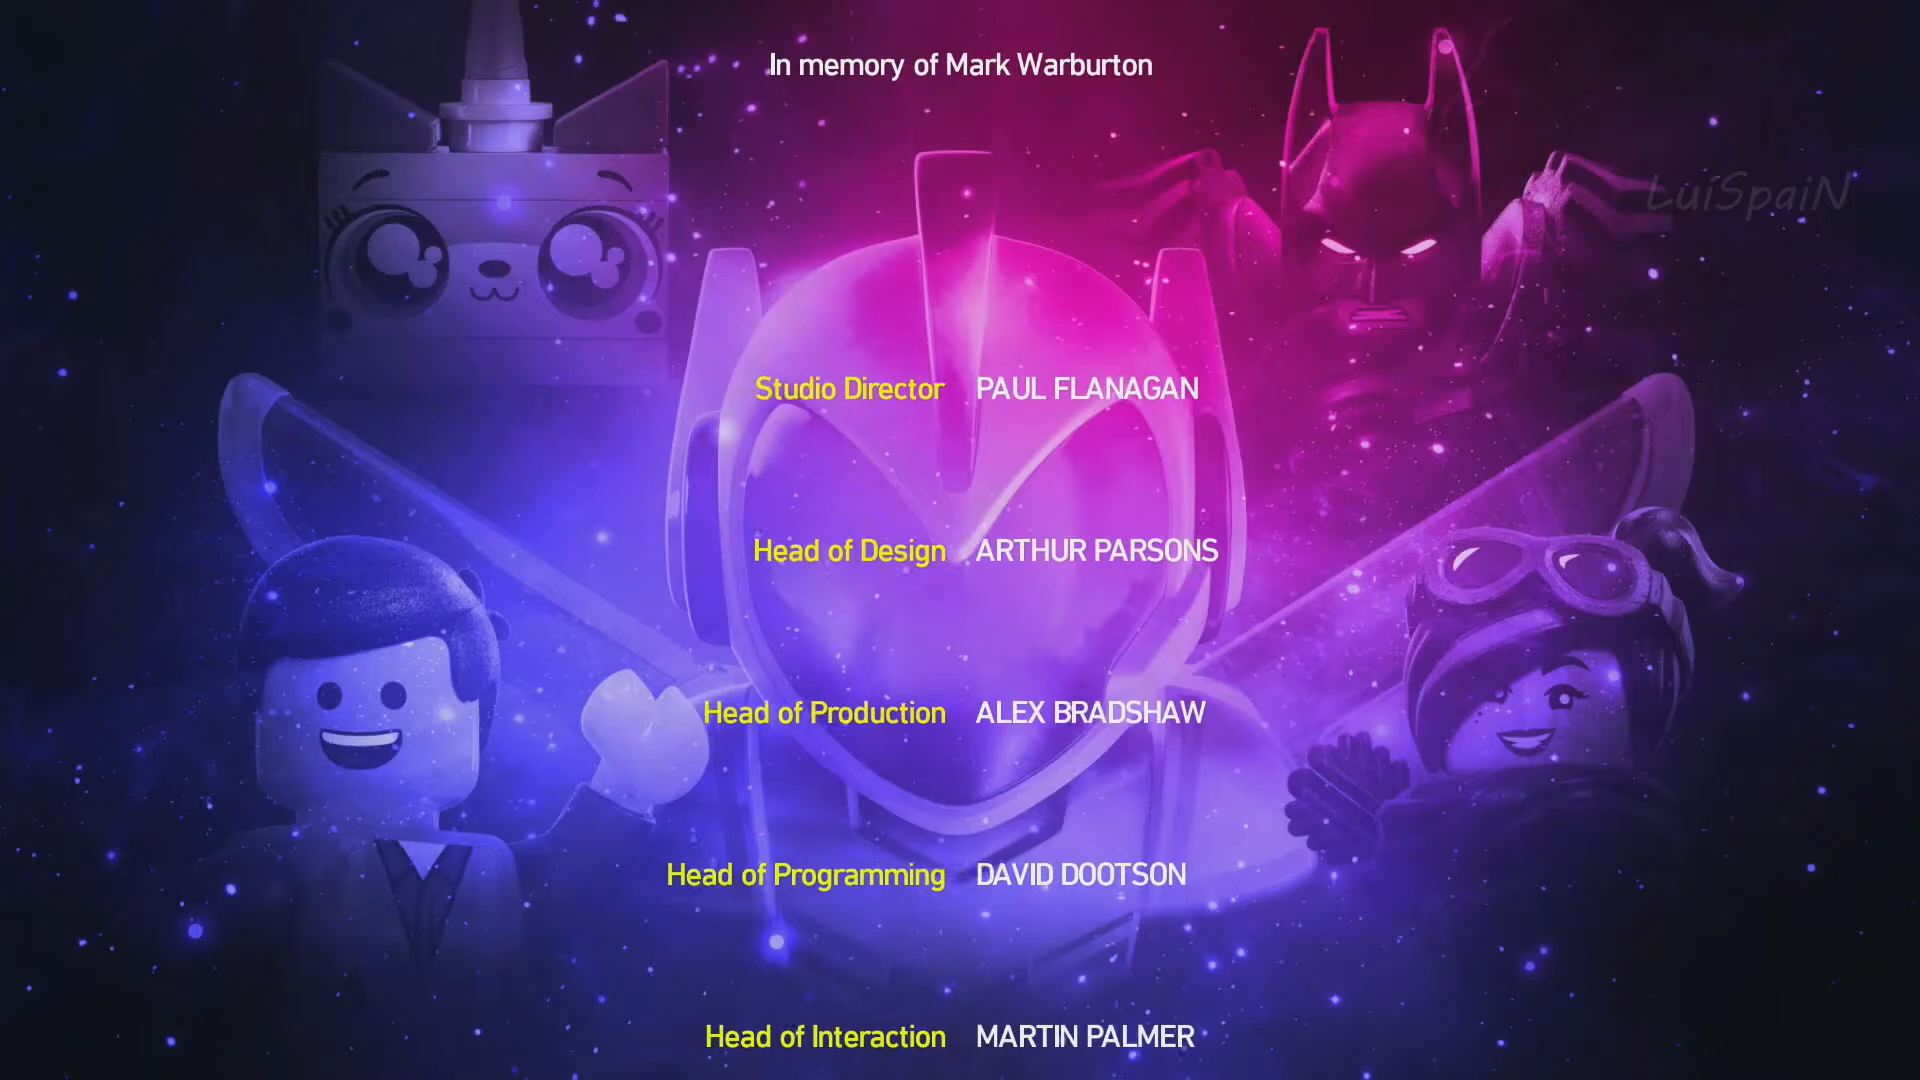 In memory of Mark Warburton
LuiSpaiN
Studio Director PAUL FLANAGAN
Head of Design ARTHUR PARSONS
Head of Production ALEX BRADSHAW
Head of Programming DAVID DOOTSON
Head of Interaction MARTIN PALMER